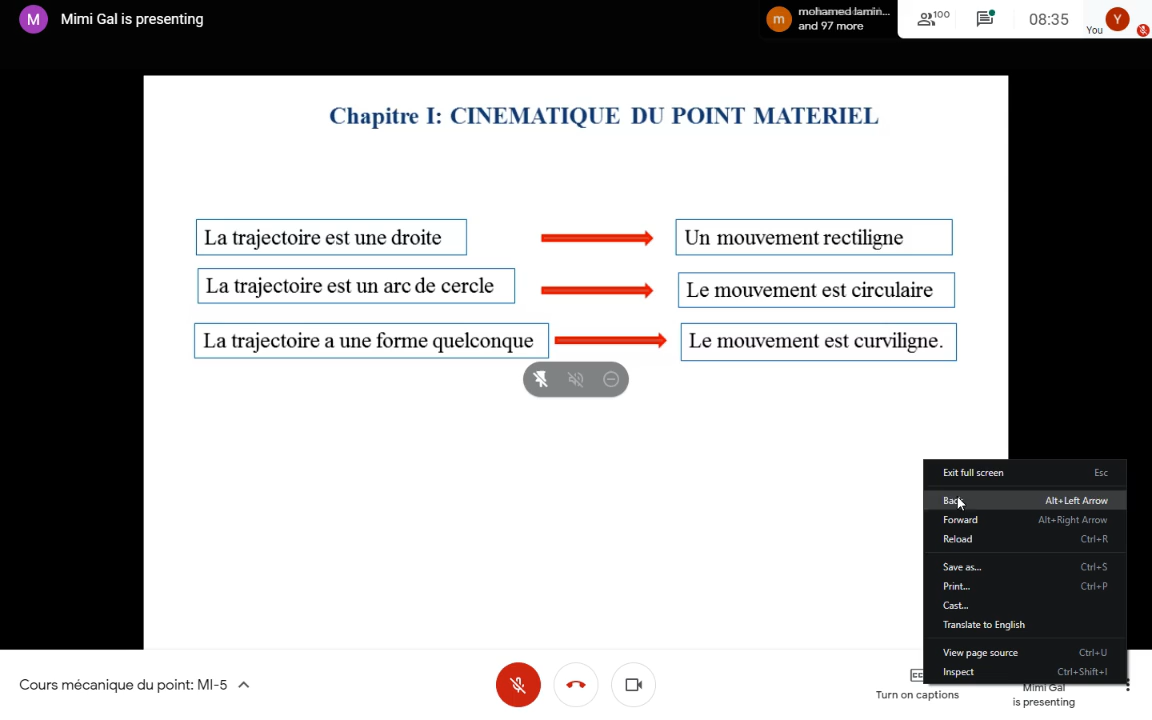 M Mimi Gal is presenting
m mohamed lamin...
and 97 more
100
08:35
You
Y
Chapitre I: CINEMATIQUE DU POINT MATERIEL
La trajectoire est une droite
Un mouvement rectiligne
La trajectoire est un arc de cercle
Le mouvement est circulaire
La trajectoire a une forme quelconque
Le mouvement est curviligne.
Exit full screen Esc
Back Alt+Left Arrow
Forward Alt+Right Arrow
Reload Ctrl+R
Save as... Ctrl+S
Print... Ctrl+P
Cast...
Translate to English
View page source Ctrl+U
Inspect Ctrl+Shift+I
Cours mécanique du point: MI-5
Turn on captions
Mimi Gal
is presenting